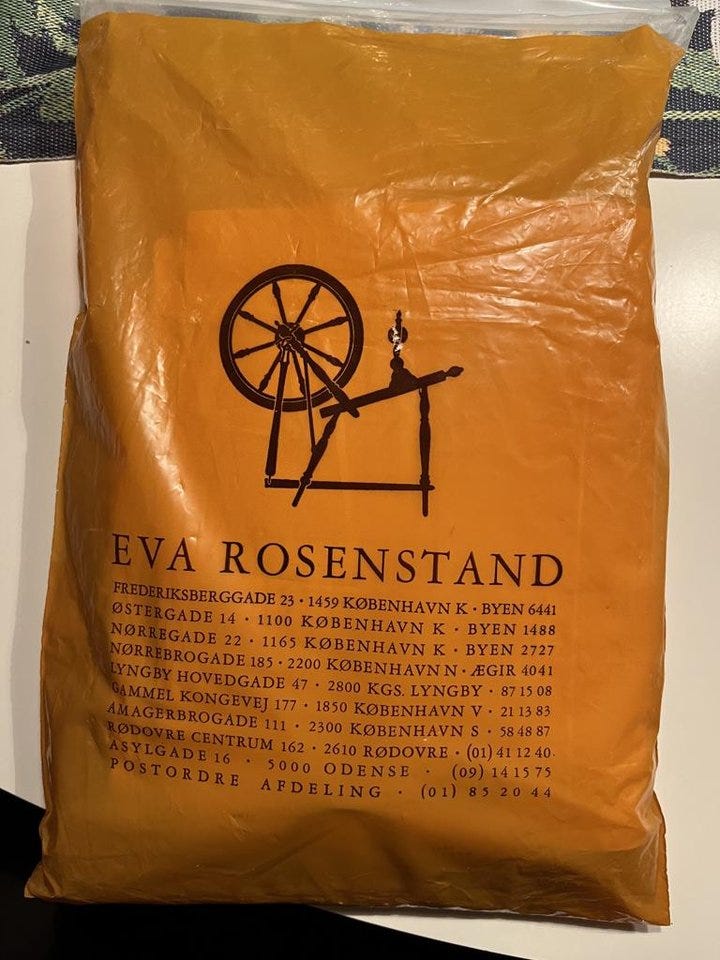 EVA ROSENSTAND
FREDERIKSBERGGADE 23 · 1459 KØBENHAVN K · BYEN 6441
ØSTERGADE 14 · 1100 KØBENHAVN K · BYEN 1488
NØRREGADE 22 · 1165 KØBENHAVN K · BYEN 2727
NØRREBROGADE 185 · 2200 KØBENHAVN N · ÆGIR 4041
LYNGBY HOVEDGADE 47 · 2800 KGS. LYNGBY · 87 15 08
GAMMEL KONGEVEJ 177 · 1850 KØBENHAVN V · 21 13 83
AMAGERBROGADE 111 · 2300 KØBENHAVN S · 58 48 87
RØDOVRE CENTRUM 162 · 2610 RØDOVRE · (01) 41 12 40.
ASYLGADE 16 · 5000 ODENSE · (09) 14 15 75
POSTORDRE AFDELING · (01) 85 20 44